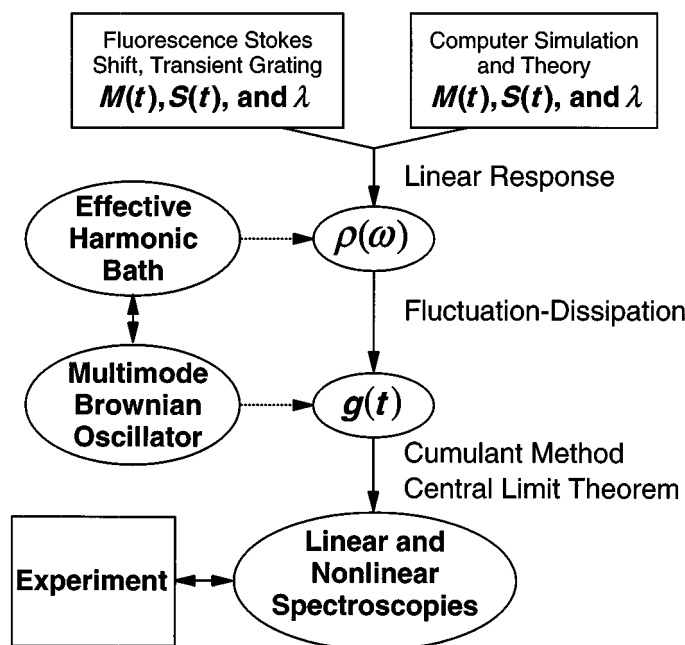 Fluorescence Stokes
Shift, Transient Grating
M(t), S(t), and λ
Computer Simulation
and Theory
M(t), S(t), and λ
Linear Response
Effective
Harmonic
Bath
ρ(ω)
Fluctuation-Dissipation
Multimode
Brownian
Oscillator
g(t)
Cumulant Method
Central Limit Theorem
Experiment
Linear and
Nonlinear
Spectroscopies